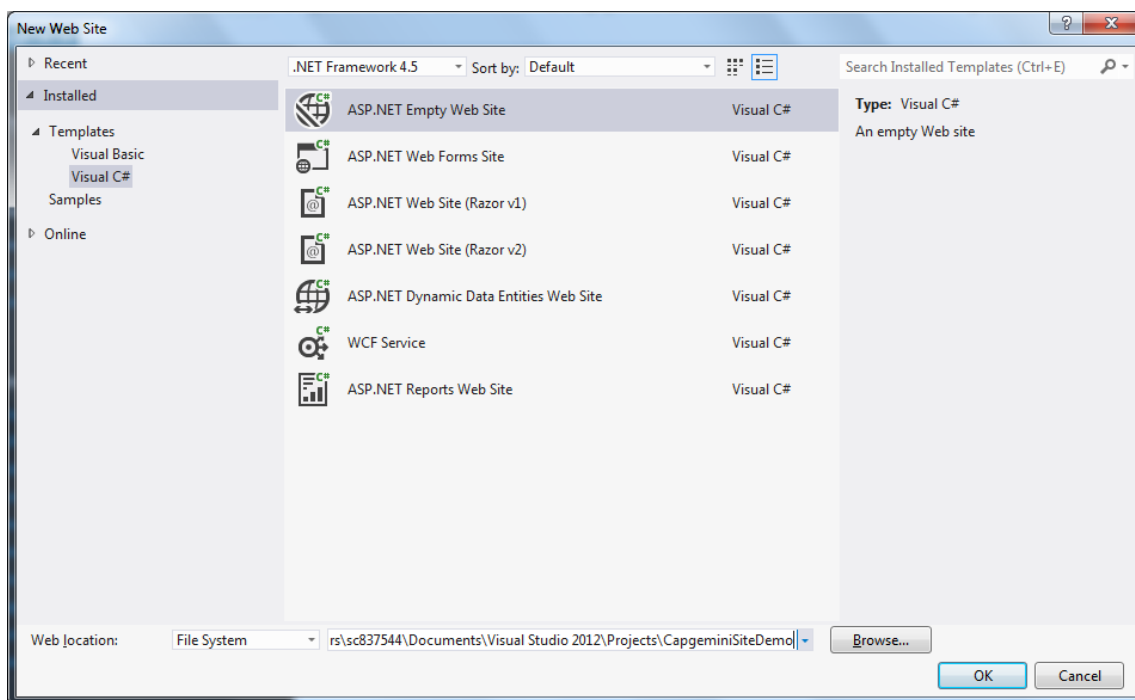 New Web Site
Recent
Installed
Templates
Visual Basic
Visual C#
Samples
Online
.NET Framework 4.5 Sort by: Default
C# ASP.NET Empty Web Site Visual C#
C# ASP.NET Web Forms Site Visual C#
C# @ ASP.NET Web Site (Razor v1) Visual C#
C# @ ASP.NET Web Site (Razor v2) Visual C#
C# ASP.NET Dynamic Data Entities Web Site Visual C#
C# WCF Service Visual C#
C# ASP.NET Reports Web Site Visual C#
Search Installed Templates (Ctrl+E)
Type: Visual C#
An empty Web site
Web location: File System rs\sc837544\Documents\Visual Studio 2012\Projects\CapgeminiSiteDemo Browse...
OK Cancel